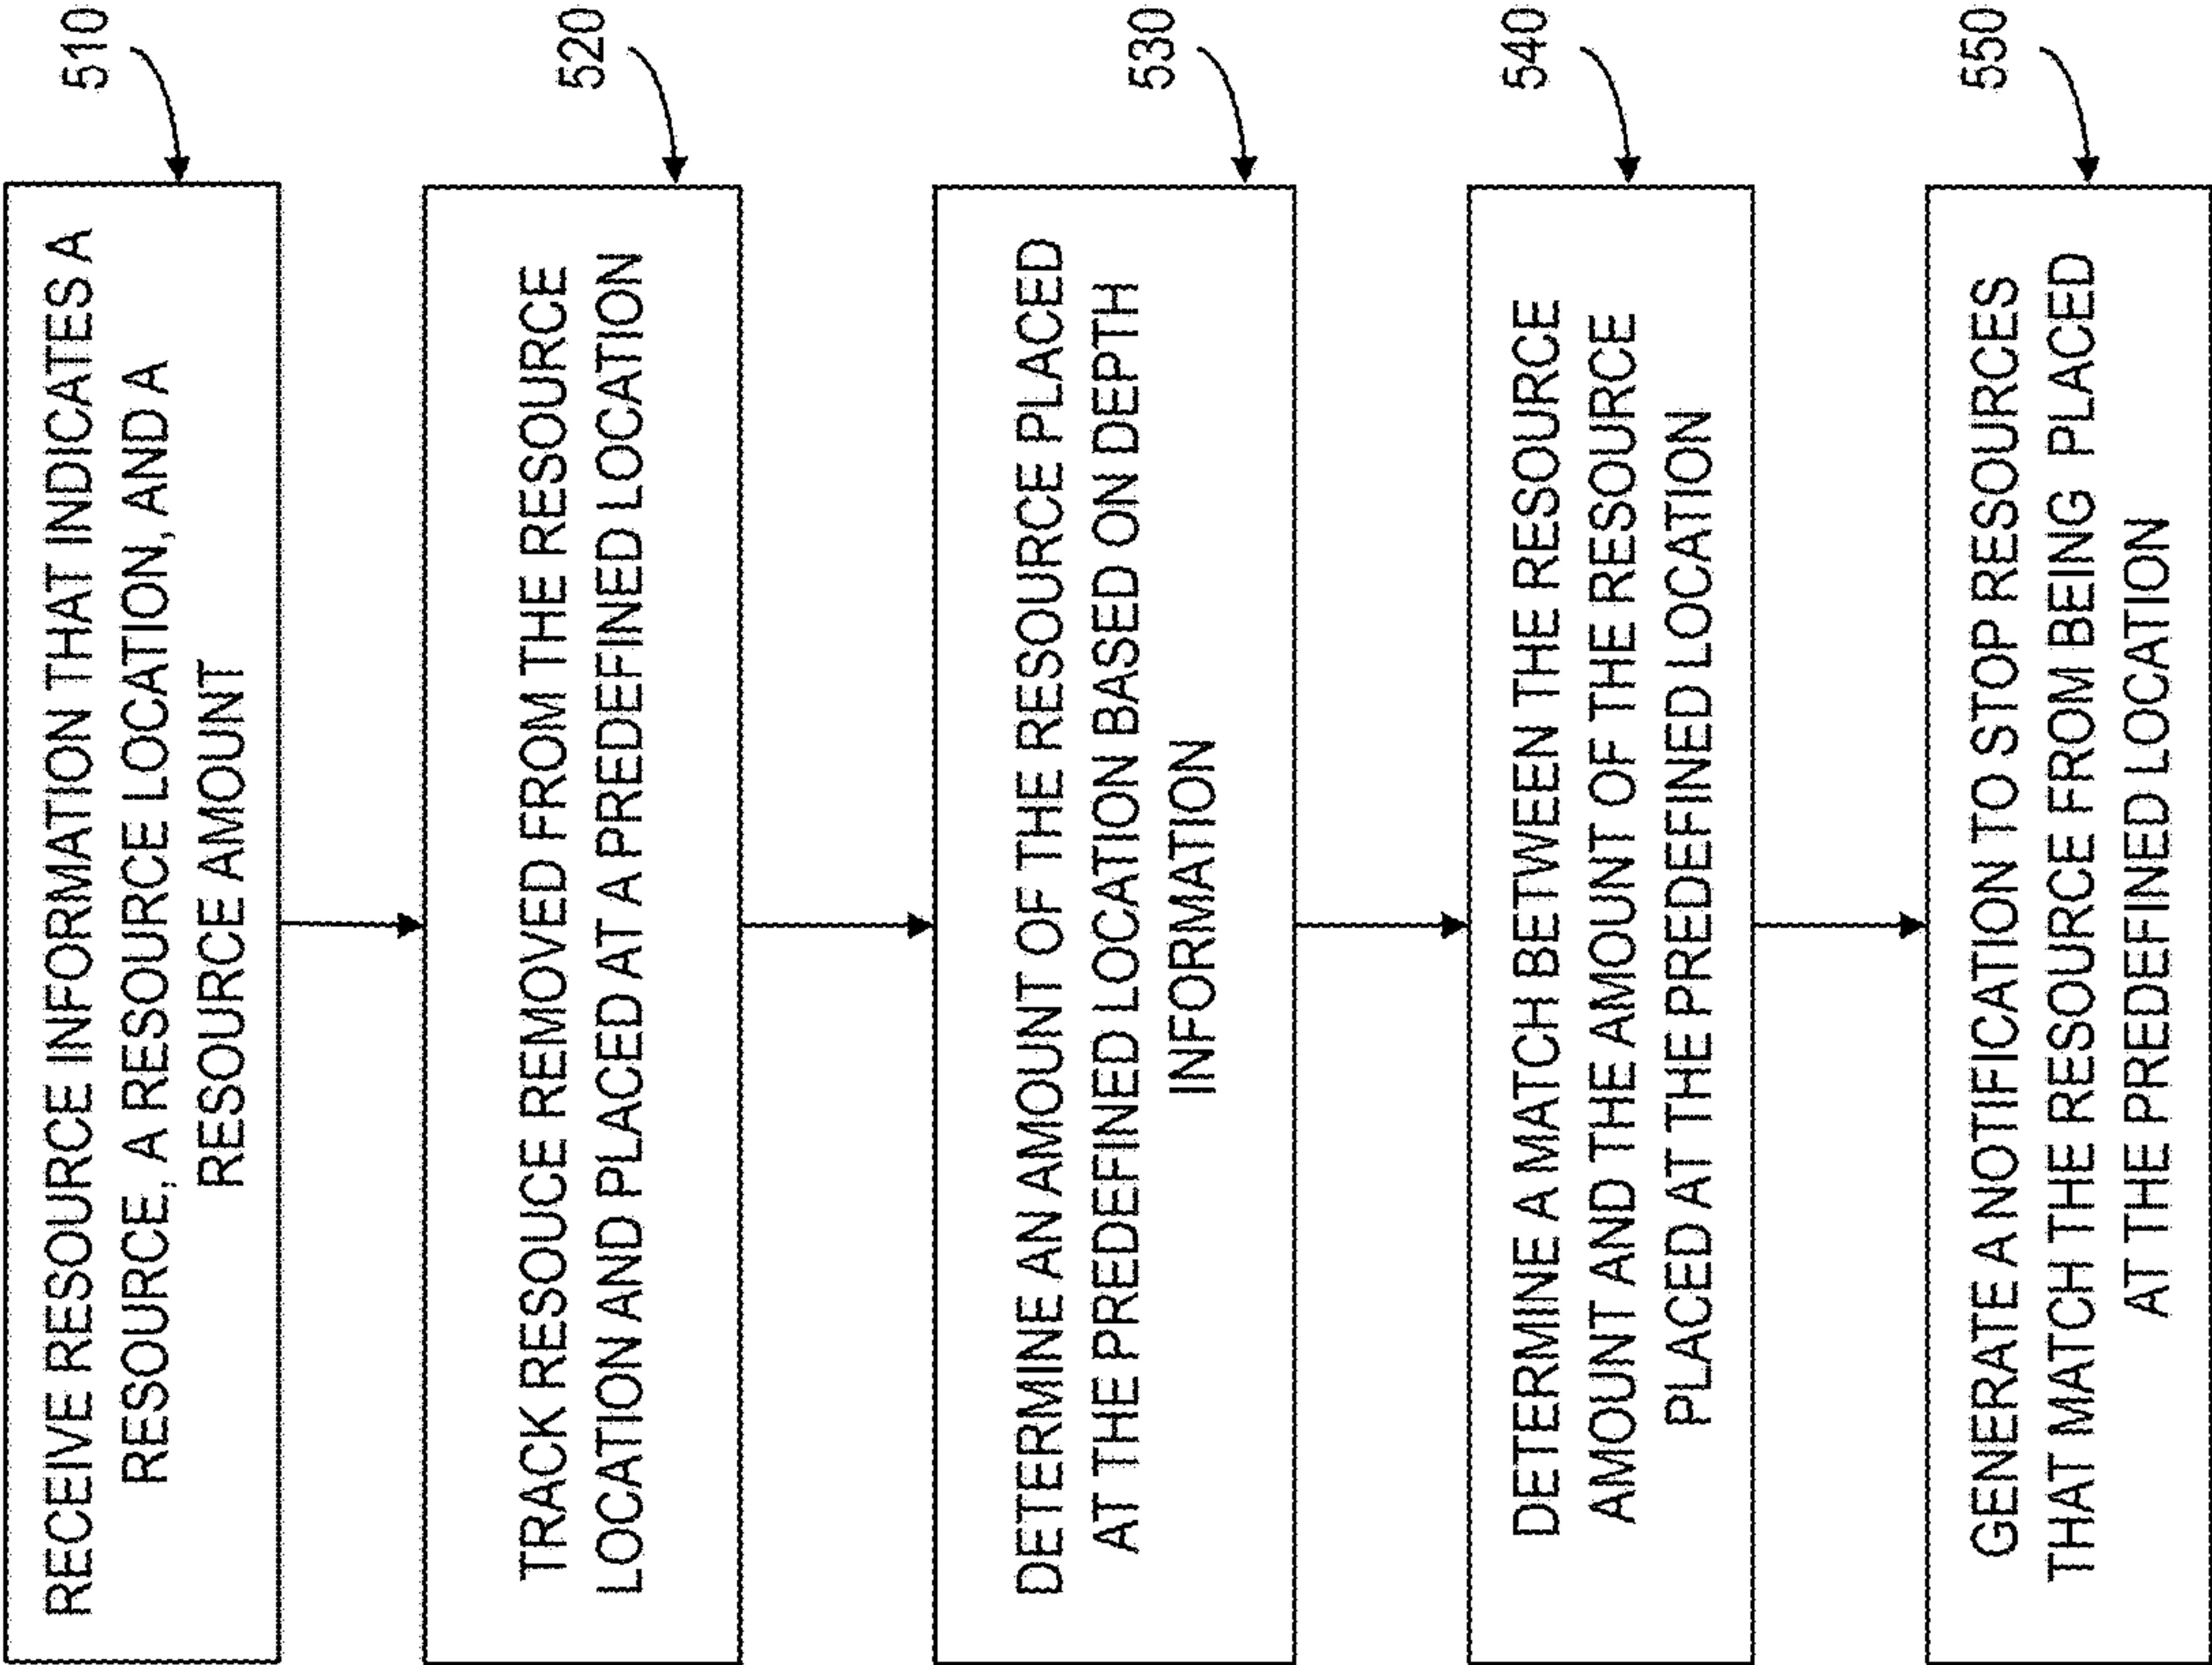 RECEIVE RESOURCE INFORMATION THAT INDICATES A
RESOURCE, A RESOURCE LOCATION, AND A
RESOURCE AMOUNT
510
TRACK RESOUCE REMOVED FROM THE RESOURCE
LOCATION AND PLACED AT A PREDEFINED LOCATION
520
DETERMINE AN AMOUNT OF THE RESOURCE PLACED
AT THE PREDEFINED LOCATION BASED ON DEPTH
INFORMATION
530
DETERMINE A MATCH BETWEEN THE RESOURCE
AMOUNT AND THE AMOUNT OF THE RESOURCE
PLACED AT THE PREDEFINED LOCATION
540
GENERATE A NOTIFICATION TO STOP RESOURCES
THAT MATCH THE RESOURCE FROM BEING PLACED
AT THE PREDEFINED LOCATION
550